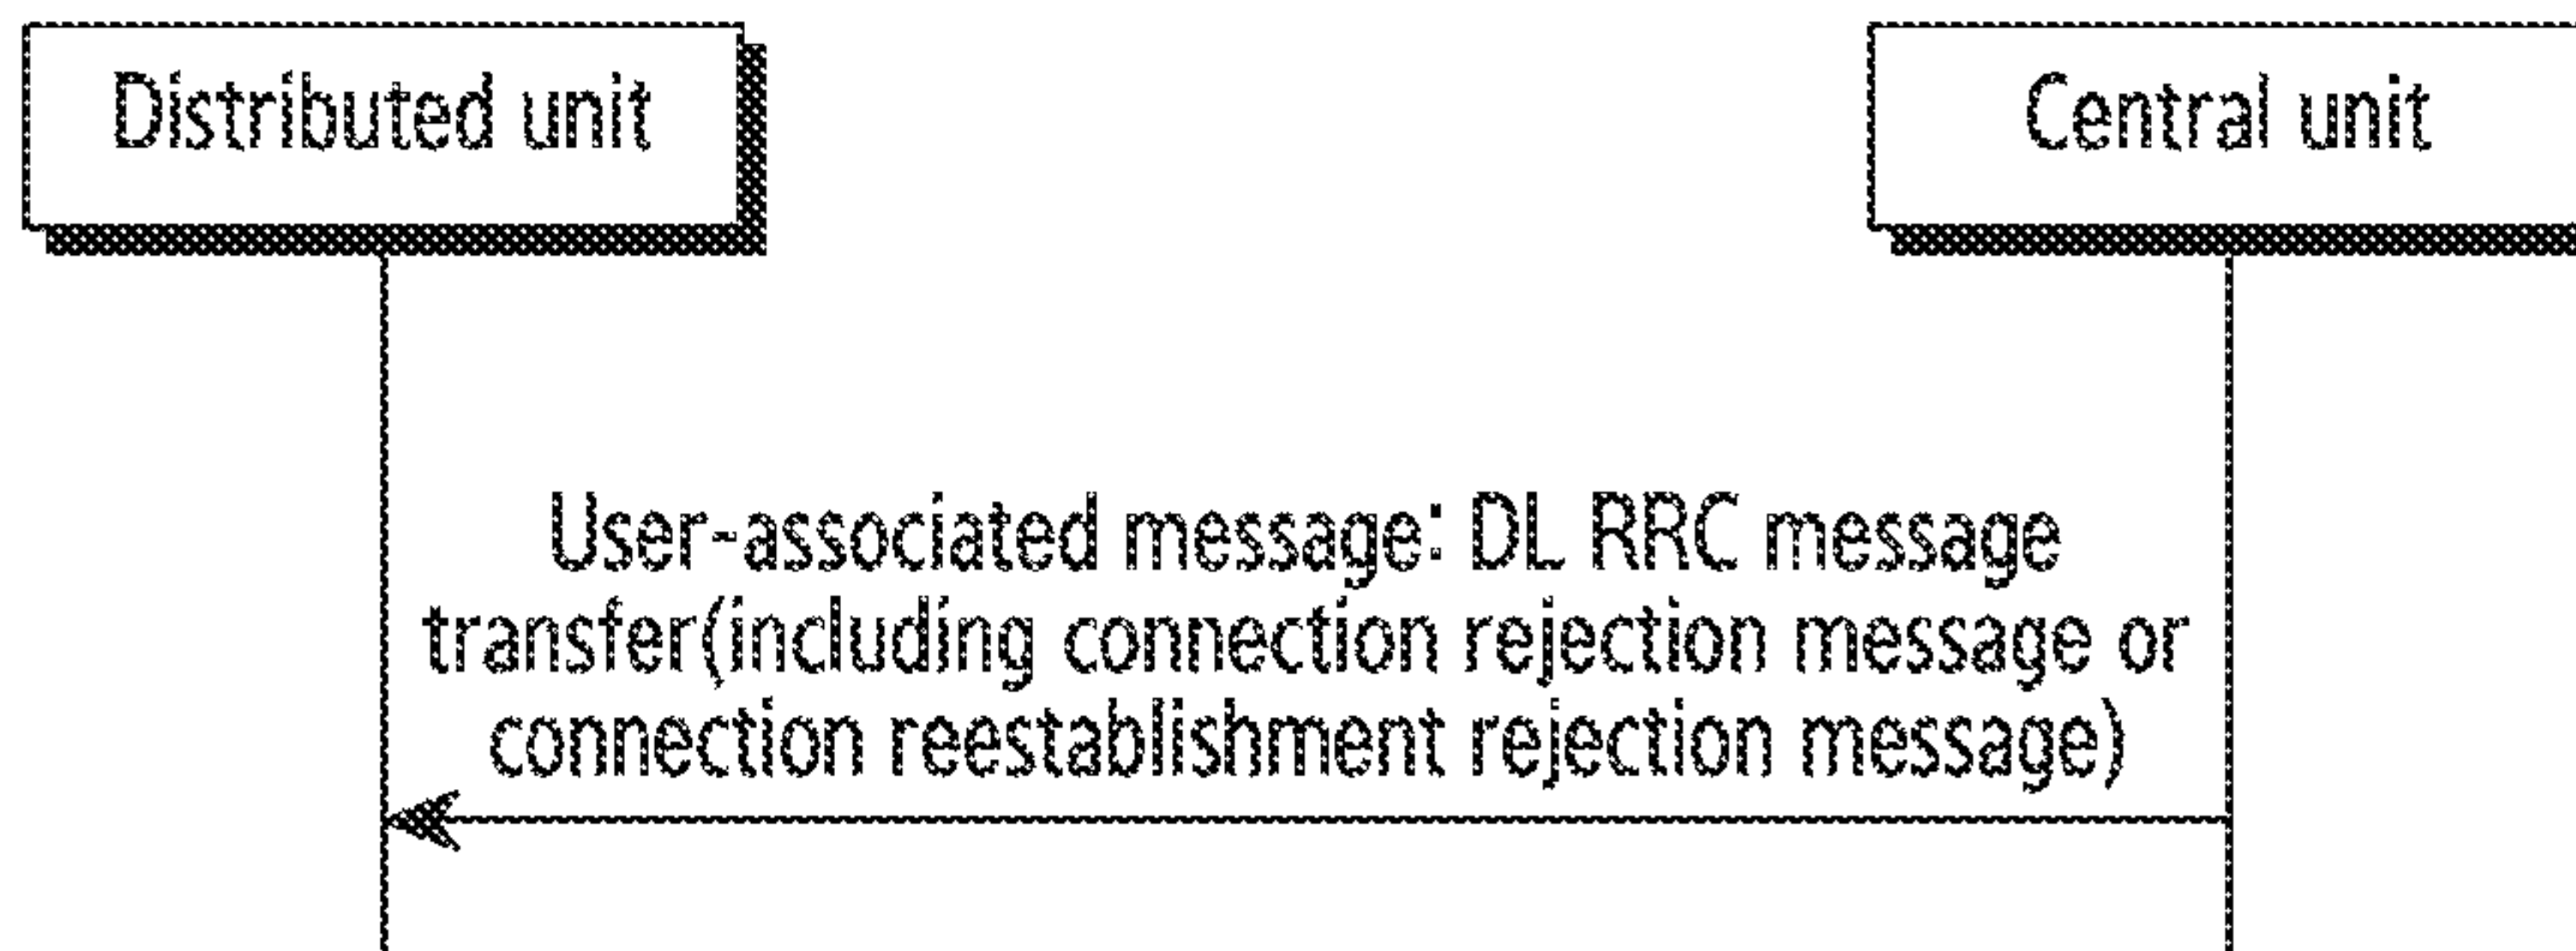 Distributed unit
Central unit
User-associated message: DL RRC message
transfer(including connection rejection message or
connection reestablishment rejection message)